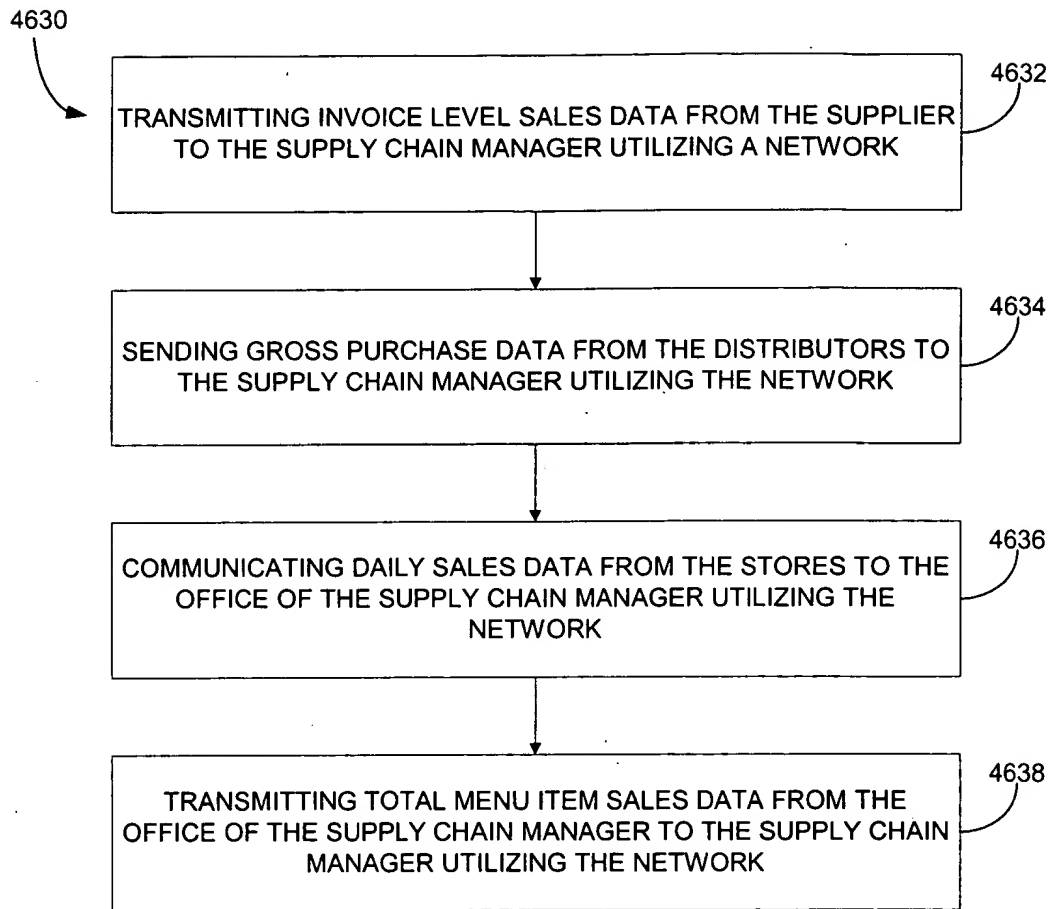 4630
4632
TRANSMITTING INVOICE LEVEL SALES DATA FROM THE SUPPLIER
TO THE SUPPLY CHAIN MANAGER UTILIZING A NETWORK
4634
SENDING GROSS PURCHASE DATA FROM THE DISTRIBUTORS TO
THE SUPPLY CHAIN MANAGER UTILIZING THE NETWORK
4636
COMMUNICATING DAILY SALES DATA FROM THE STORES TO THE
OFFICE OF THE SUPPLY CHAIN MANAGER UTILIZING THE
NETWORK
4638
TRANSMITTING TOTAL MENU ITEM SALES DATA FROM THE
OFFICE OF THE SUPPLY CHAIN MANAGER TO THE SUPPLY CHAIN
MANAGER UTILIZING THE NETWORK